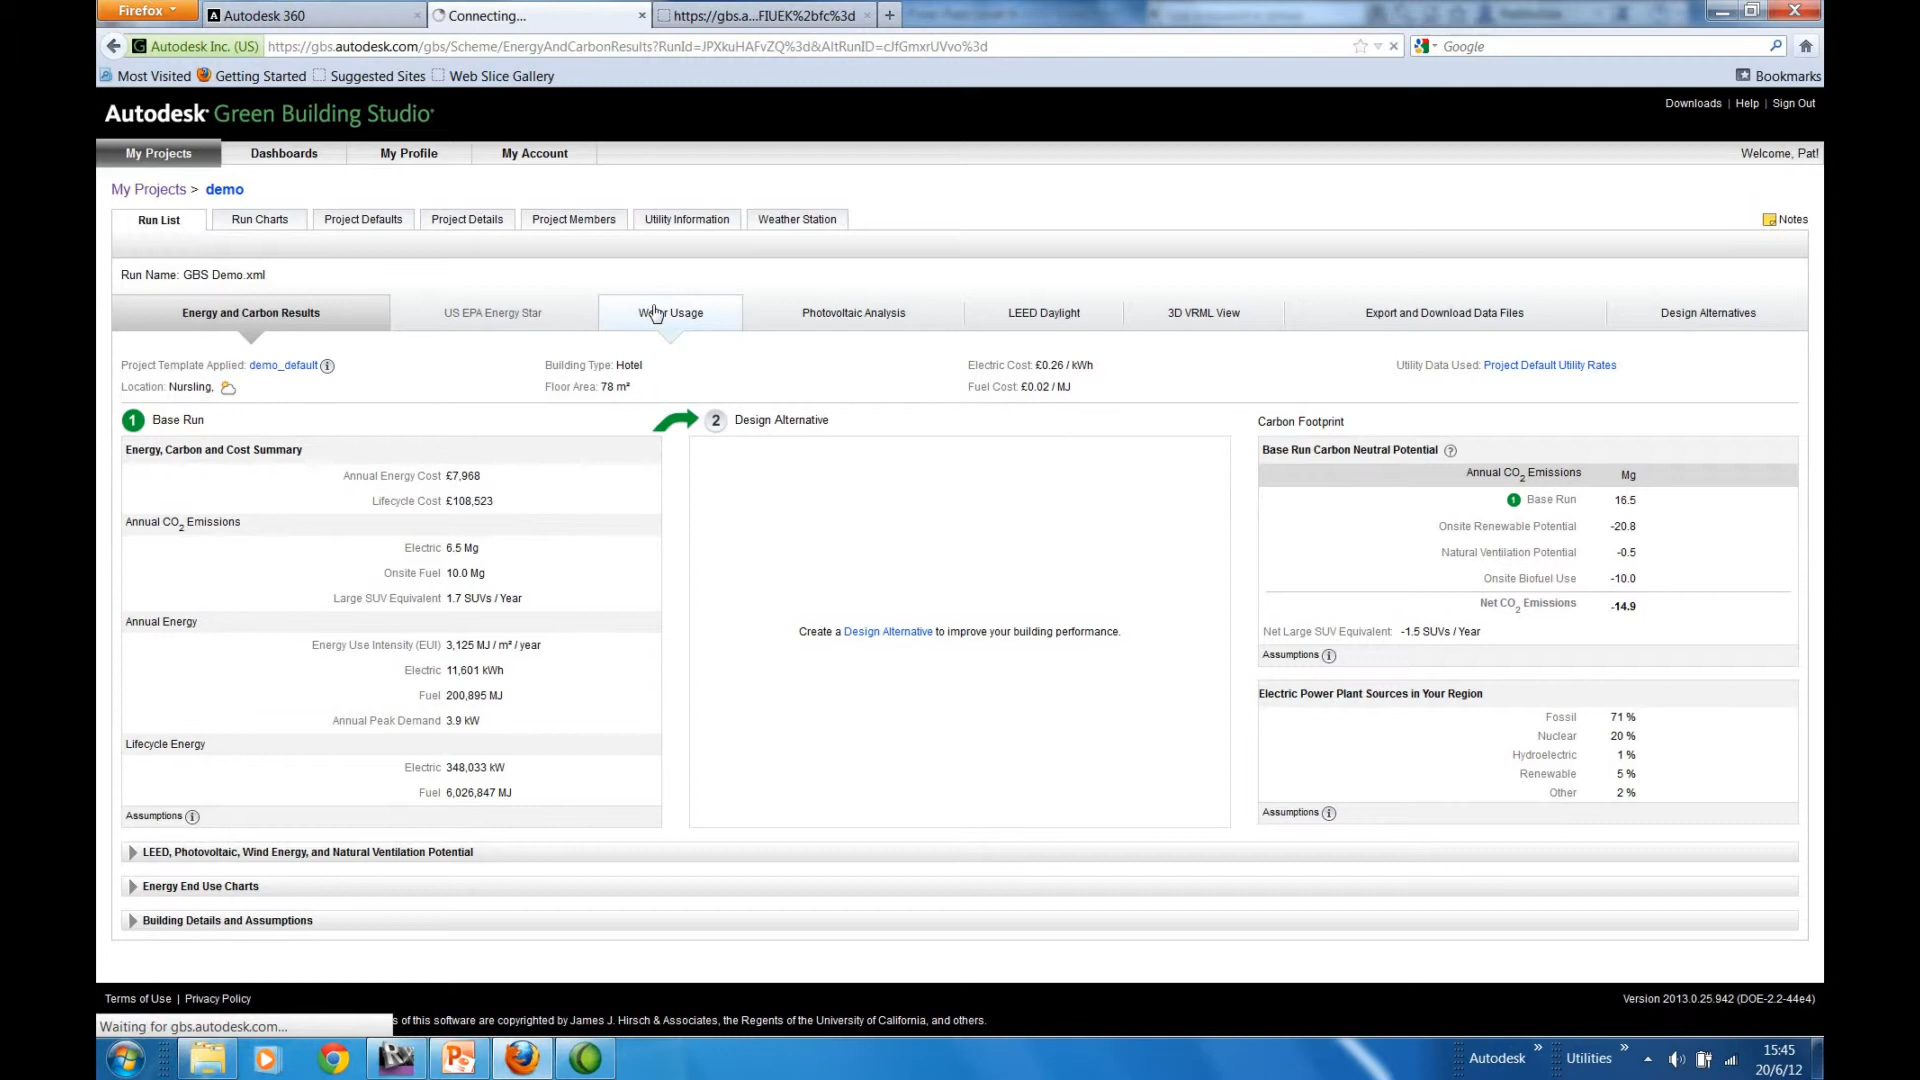 Firefox
Autodesk 360
Connecting...
https://gbs.a...FIUEK%2bfc%3d
Autodesk Inc. (US)
https://gbs.autodesk.com/gbs/Scheme/EnergyAndCarbonResults?RunId=JPXkuHAFvZQ%3d&AltRunID=cJfGmxrUVvo%3d
Google
Most Visited
Getting Started
Suggested Sites
Web Slice Gallery
Bookmarks
Autodesk Green Building Studio
Downloads | Help | Sign Out
My Projects
Dashboards
My Profile
My Account
Welcome, Pat!
My Projects > demo
Run List
Run Charts
Project Defaults
Project Details
Project Members
Utility Information
Weather Station
Notes
Run Name: GBS Demo.xml
Energy and Carbon Results
US EPA Energy Star
Water Usage
Photovoltaic Analysis
LEED Daylight
3D VRML View
Export and Download Data Files
Design Alternatives
Project Template Applied: demo_default
Building Type: Hotel
Electric Cost: £0.26 / kWh
Utility Data Used: Project Default Utility Rates
Location: Nursling,
Floor Area: 78 m²
Fuel Cost: £0.02 / MJ
1 Base Run
Energy, Carbon and Cost Summary
Annual Energy Cost £7,968
Lifecycle Cost £108,523
Annual CO2 Emissions
Electric 6.5 Mg
Onsite Fuel 10.0 Mg
Large SUV Equivalent 1.7 SUVs / Year
Annual Energy
Energy Use Intensity (EUI) 3,125 MJ / m² / year
Electric 11,601 kWh
Fuel 200,895 MJ
Annual Peak Demand 3.9 kW
Lifecycle Energy
Electric 348,033 kW
Fuel 6,026,847 MJ
Assumptions
2 Design Alternative
Create a Design Alternative to improve your building performance.
Carbon Footprint
Base Run Carbon Neutral Potential
Annual CO2 Emissions Mg
1 Base Run 16.5
Onsite Renewable Potential -20.8
Natural Ventilation Potential -0.5
Onsite Biofuel Use -10.0
Net CO2 Emissions -14.9
Net Large SUV Equivalent: -1.5 SUVs / Year
Assumptions
Electric Power Plant Sources in Your Region
Fossil 71 %
Nuclear 20 %
Hydroelectric 1 %
Renewable 5 %
Other 2 %
Assumptions
LEED, Photovoltaic, Wind Energy, and Natural Ventilation Potential
Energy End Use Charts
Building Details and Assumptions
Terms of Use | Privacy Policy
Version 2013.0.25.942 (DOE-2.2-44e4)
Waiting for gbs.autodesk.com...
s of this software are copyrighted by James J. Hirsch & Associates, the Regents of the University of California, and others.
Autodesk
Utilities
15:45
20/6/12